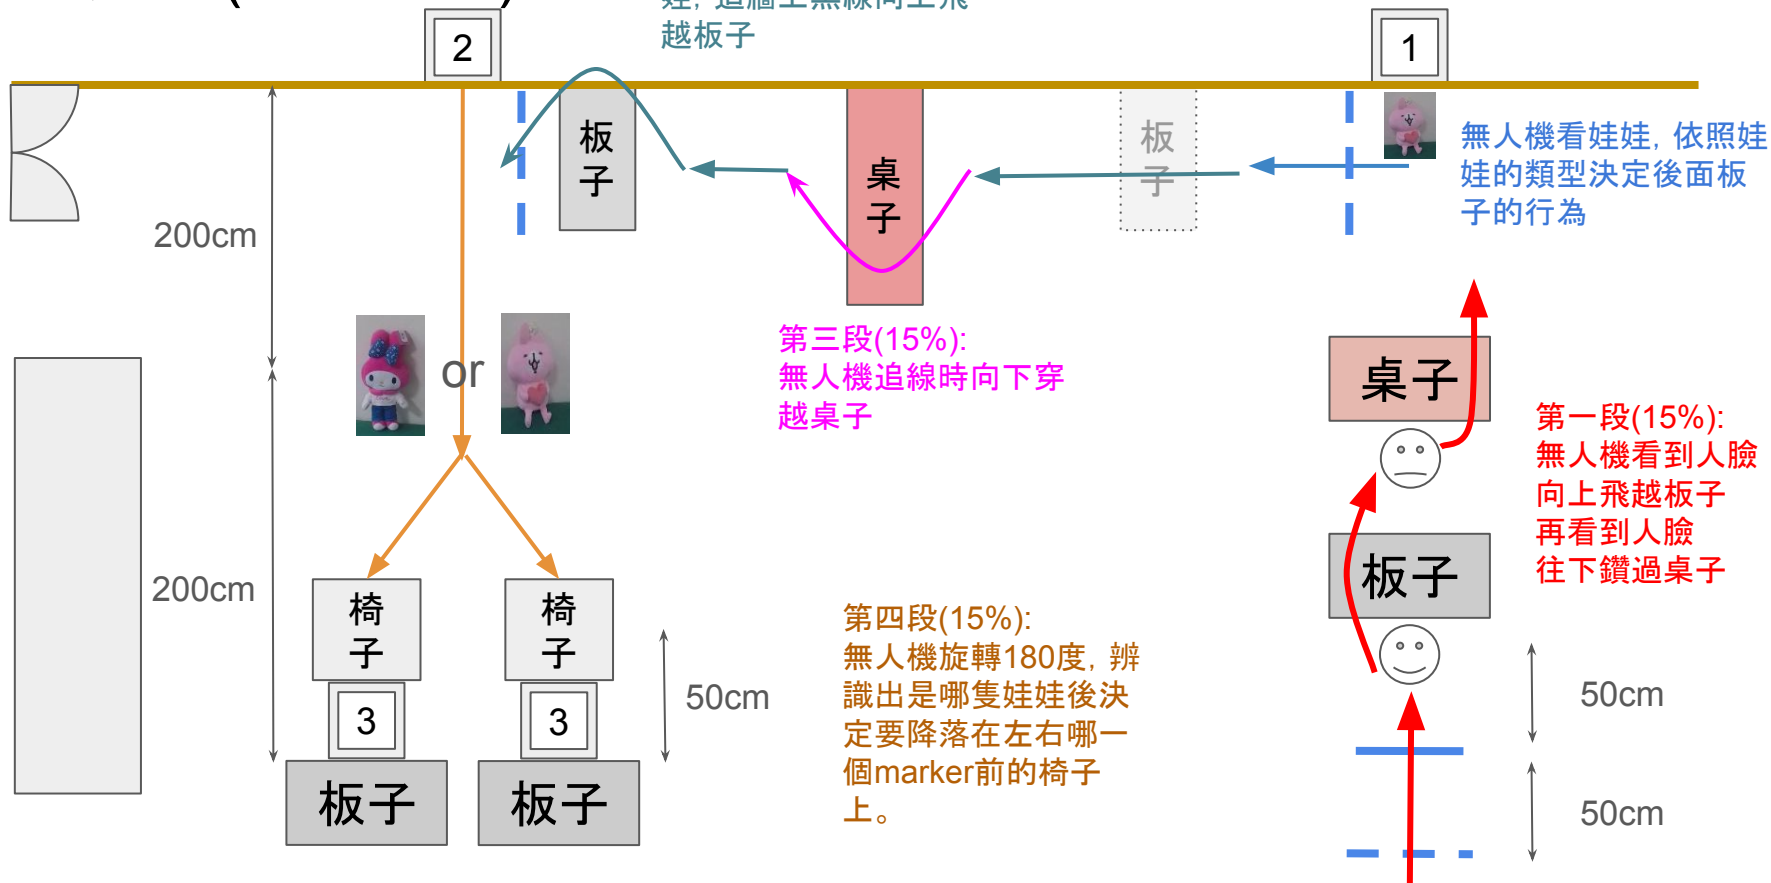 越板子
2
1
板
子
桌
子
板
子
無人機看娃娃, 依照娃
娃的類型決定後面板
子的行為
200cm
or
第三段(15%):
無人機追線時向下穿
越桌子
桌子
第一段(15%):
無人機看到人臉
向上飛越板子
再看到人臉
往下鑽過桌子
板子
200cm
椅
子
椅
子
3
3
50cm
板子
板子
第四段(15%):
無人機旋轉180度, 辨
識出是哪隻娃娃後決
定要降落在左右哪一
個marker前的椅子
上。
50cm
50cm